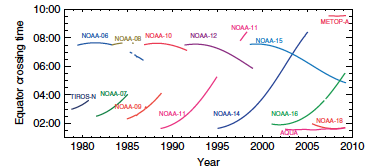 10:00
NOAA-11
METOP-A
NOAA-06
NOAA-08
NOAA-10
NOAA-12
NOAA-15
08:00
06:00
Equator crossing time
04:00
TIROS-N
NOAA-07
NOAA-09
NOAA-11
NOAA-14
NOAA-16
NOAA-18
02:00
AQUA
1980
1985
1990
1995
2000
2005
2010
Year